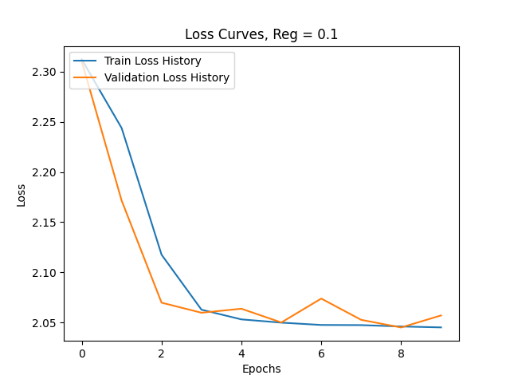 Loss Curves, Reg = 0.1
Train Loss History
Validation Loss History
2.30
2.25
2.20
2.15
2.10
2.05
Loss
0 2 4 6 8
Epochs